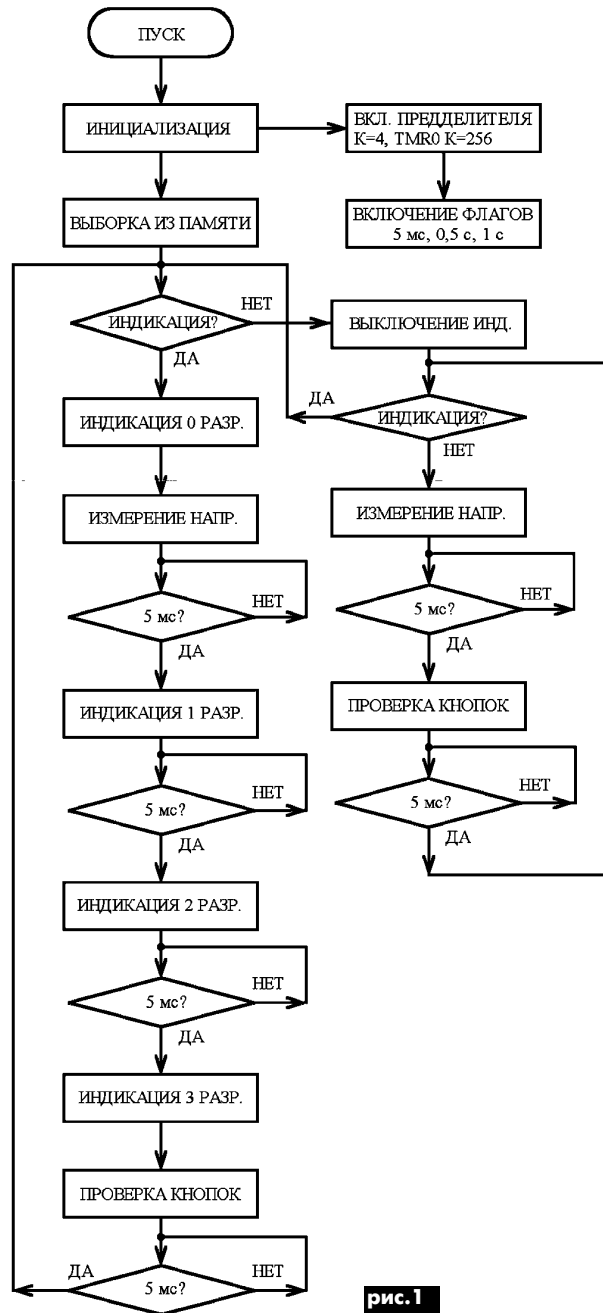 ПУСК
ИНИЦИАЛИЗАЦИЯ
ВКЛ. ПРЕДДЕЛИТЕЛЯ
К=4, TMR0 К=256
ВЫБОРКА ИЗ ПАМЯТИ
ВКЛЮЧЕНИЕ ФЛАГОВ
5 мс, 0,5 с, 1 с
ИНДИКАЦИЯ?
НЕТ
ДА
ВЫКЛЮЧЕНИЕ ИНД.
ИНДИКАЦИЯ 0 РАЗР.
ДА
ИНДИКАЦИЯ?
НЕТ
ИЗМЕРЕНИЕ НАПР.
ИЗМЕРЕНИЕ НАПР.
5 мс?
НЕТ
ДА
5 мс?
НЕТ
ДА
ИНДИКАЦИЯ 1 РАЗР.
ПРОВЕРКА КНОПОК
5 мс?
НЕТ
ДА
5 мс?
НЕТ
ДА
ИНДИКАЦИЯ 2 РАЗР.
5 мс?
НЕТ
ДА
ИНДИКАЦИЯ 3 РАЗР.
ПРОВЕРКА КНОПОК
ДА
5 мс?
НЕТ
рис.1